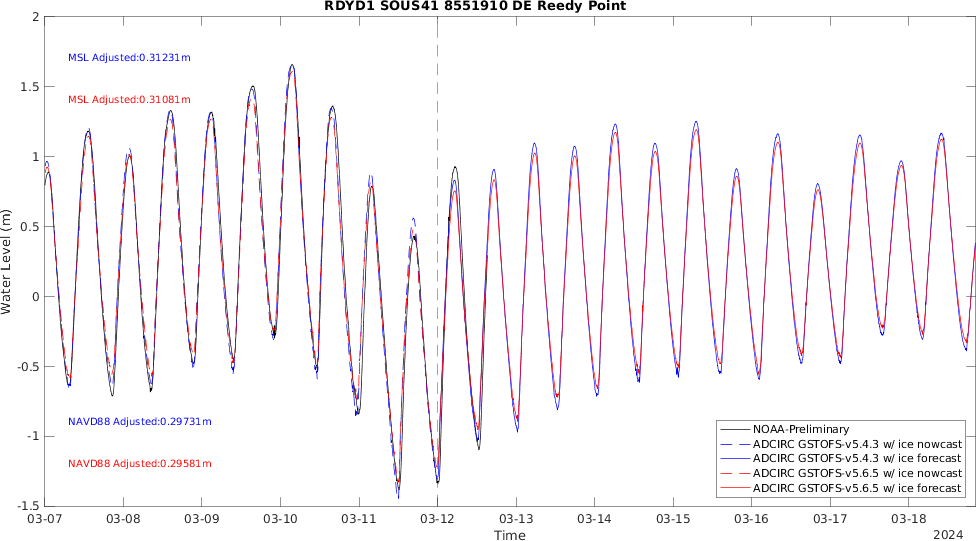 RDYD1 SOUS41 8551910 DE Reedy Point
2
1.5
1
0.5
0
-0.5
-1
-1.5
Water Level (m)
MSL Adjusted:0.31231m
MSL Adjusted:0.31081m
NAVD88 Adjusted:0.29731m
NAVD88 Adjusted:0.29581m
NOAA-Preliminary
ADCIRC GSTOFS-v5.4.3 w/ ice nowcast
ADCIRC GSTOFS-v5.4.3 w/ ice forecast
ADCIRC GSTOFS-v5.6.5 w/ ice nowcast
ADCIRC GSTOFS-v5.6.5 w/ ice forecast
03-07 03-08 03-09 03-10 03-11 03-12 03-13 03-14 03-15 03-16 03-17 03-18
Time
2024